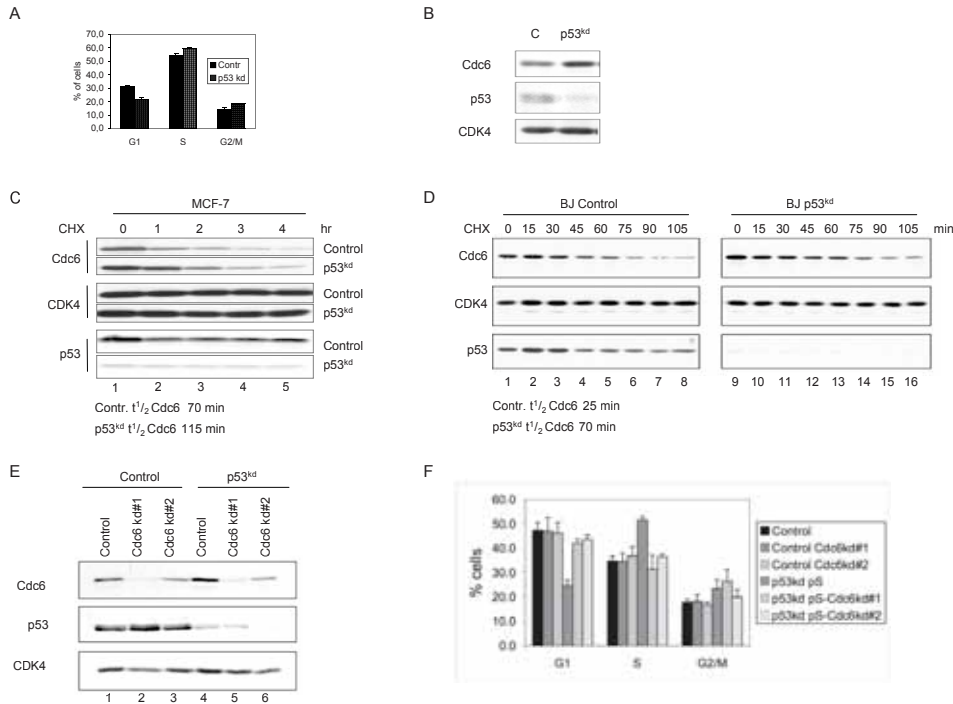 A
60,0
50,0
40,0
30,0
20,0
10,0
0,0
% of cells
Contr
p53 kd
G1 S G2/M
B
C p53kd
Cdc6
p53
CDK4
C
MCF-7
CHX 0 1 2 3 4 hr
Cdc6
Control
p53kd
CDK4
Control
p53kd
p53
Control
p53kd
1 2 3 4 5
Contr. t1/2 Cdc6 70 min
p53kd t1/2 Cdc6 115 min
D
BJ Control BJ p53kd
CHX 0 15 30 45 60 75 90 105 0 15 30 45 60 75 90 105 min
Cdc6
CDK4
p53
1 2 3 4 5 6 7 8 9 10 11 12 13 14 15 16
Contr. t1/2 Cdc6 25 min
p53kd t1/2 Cdc6 70 min
E
Control p53kd
Control Cdc6 kd#1 Cdc6 kd#2 Control Cdc6 kd#1 Cdc6 kd#2
Cdc6
p53
CDK4
1 2 3 4 5 6
F
60.0
50.0
40.0
30.0
20.0
10.0
0.0
% cells
G1 S G2/M
Control
Control Cdc6kd#1
Control Cdc6kd#2
p53kd pS
p53kd pS-Cdc6kd#1
p53kd pS-Cdc6kd#2